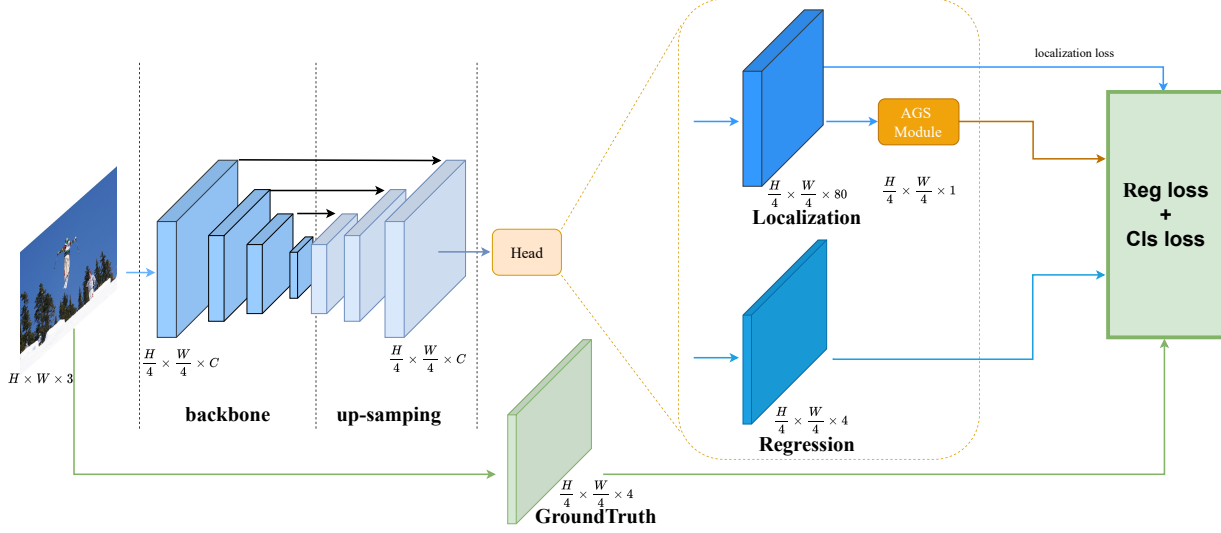 localization loss
AGS
Module
H/4 × W/4 × 80
H/4 × W/4 × 1
Localization
Reg loss
+
Cls loss
Head
H × W × 3
H/4 × W/4 × C
H/4 × W/4 × C
backbone
up-samping
H/4 × W/4 × 4
Regression
H/4 × W/4 × 4
GroundTruth